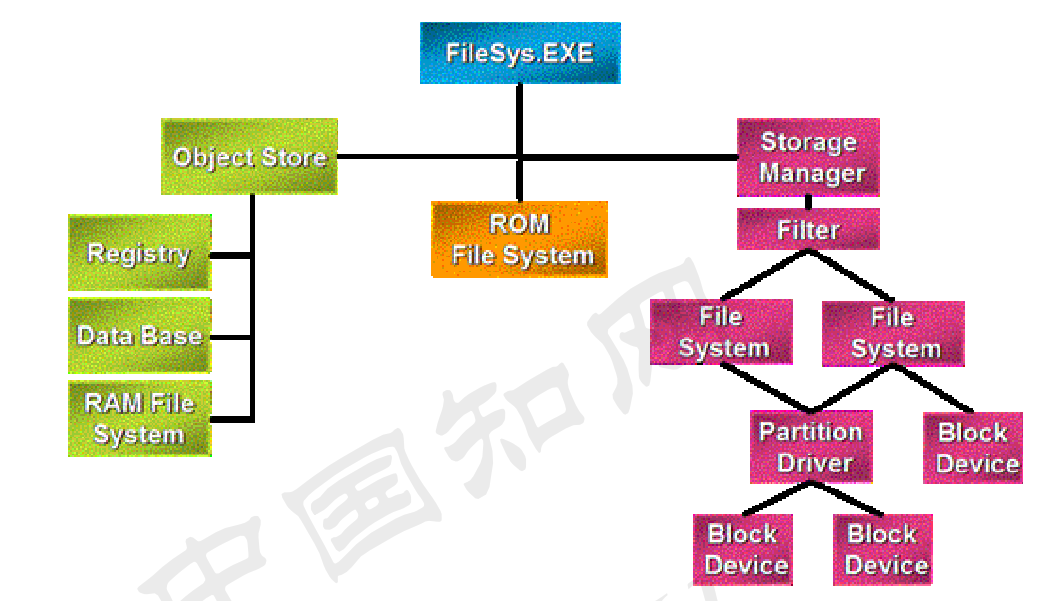 FileSys.EXE
Object Store
Storage
Manager
ROM
File System
Filter
Registry
Data Base
RAM File
System
File
System
File
System
Partition
Driver
Block
Device
Block
Device
Block
Device
中国知网